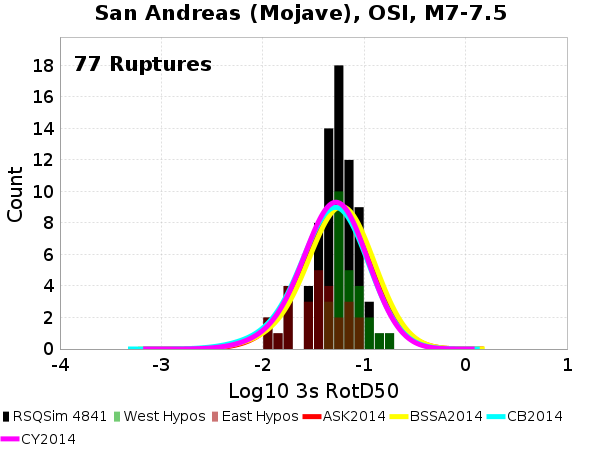 San Andreas (Mojave), OSI, M7-7.5
77 Ruptures
Count
18
16
14
12
10
8
6
4
2
0
-4
-3
-2
-1
0
1
Log10 3s RotD50
RSQSim 4841
West Hypos
East Hypos
ASK2014
BSSA2014
CB2014
CY2014